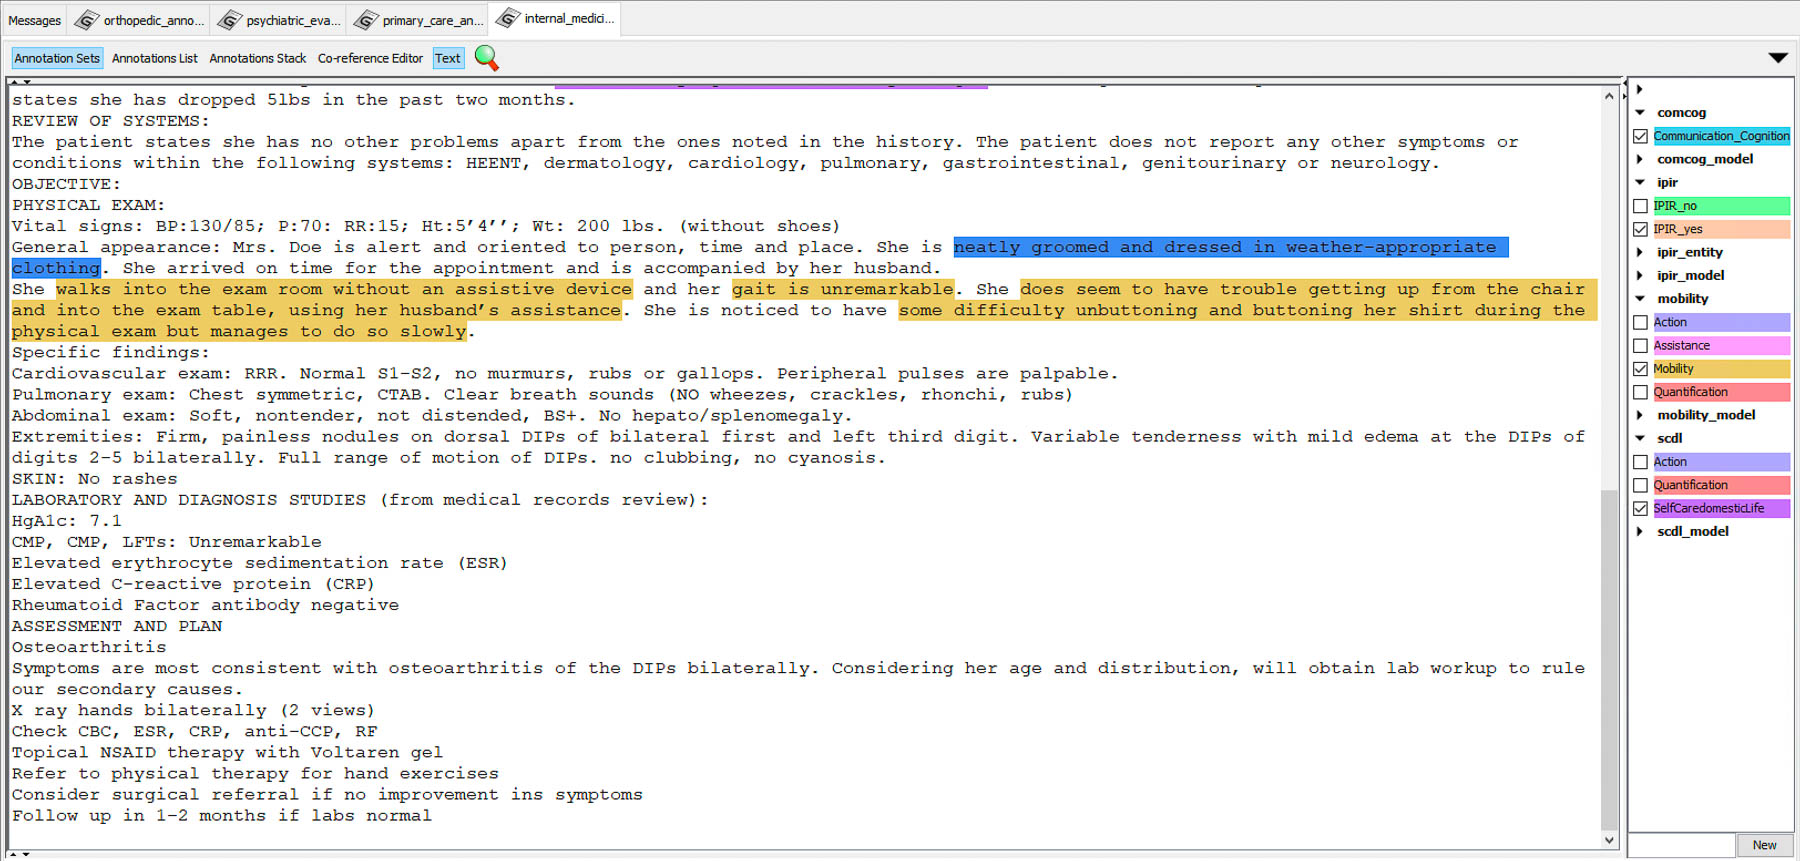 Messages
orthopedic_anno...
psychiatric_eva...
primary_care_an...
internal_medici...
Annotation Sets
Annotations List
Annotations Stack
Co-reference Editor
Text
states she has dropped 5lbs in the past two months.
REVIEW OF SYSTEMS:
The patient states she has no other problems apart from the ones noted in the history. The patient does not report any other symptoms or
conditions within the following systems: HEENT, dermatology, cardiology, pulmonary, gastrointestinal, genitourinary or neurology.
OBJECTIVE:
PHYSICAL EXAM:
Vital signs: BP:130/85; P:70: RR:15; Ht:5’4’’; Wt: 200 lbs. (without shoes)
General appearance: Mrs. Doe is alert and oriented to person, time and place. She is neatly groomed and dressed in weather-appropriate
clothing. She arrived on time for the appointment and is accompanied by her husband.
She walks into the exam room without an assistive device and her gait is unremarkable. She does seem to have trouble getting up from the chair
and into the exam table, using her husband’s assistance. She is noticed to have some difficulty unbuttoning and buttoning her shirt during the
physical exam but manages to do so slowly.
Specific findings:
Cardiovascular exam: RRR. Normal S1-S2, no murmurs, rubs or gallops. Peripheral pulses are palpable.
Pulmonary exam: Chest symmetric, CTAB. Clear breath sounds (NO wheezes, crackles, rhonchi, rubs)
Abdominal exam: Soft, nontender, not distended, BS+. No hepato/splenomegaly.
Extremities: Firm, painless nodules on dorsal DIPs of bilateral first and left third digit. Variable tenderness with mild edema at the DIPs of
digits 2-5 bilaterally. Full range of motion of DIPs. no clubbing, no cyanosis.
SKIN: No rashes
LABORATORY AND DIAGNOSIS STUDIES (from medical records review):
HgA1c: 7.1
CMP, CMP, LFTs: Unremarkable
Elevated erythrocyte sedimentation rate (ESR)
Elevated C-reactive protein (CRP)
Rheumatoid Factor antibody negative
ASSESSMENT AND PLAN
Osteoarthritis
Symptoms are most consistent with osteoarthritis of the DIPs bilaterally. Considering her age and distribution, will obtain lab workup to rule
our secondary causes.
X ray hands bilaterally (2 views)
Check CBC, ESR, CRP, anti-CCP, RF
Topical NSAID therapy with Voltaren gel
Refer to physical therapy for hand exercises
Consider surgical referral if no improvement ins symptoms
Follow up in 1-2 months if labs normal
comcog
Communication_Cognition
comcog_model
ipir
IPIR_no
IPIR_yes
ipir_entity
ipir_model
mobility
Action
Assistance
Mobility
Quantification
mobility_model
scdl
Action
Quantification
SelfCaredomesticLife
scdl_model
New